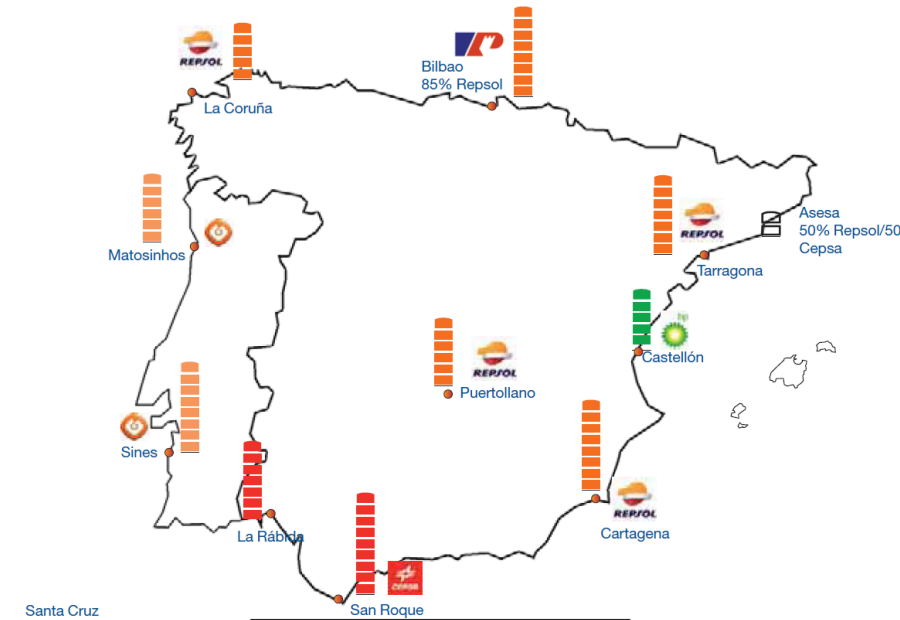 REPSOL
La Coruña
Bilbao
85% Repsol
Matosinhos
REPSOL
Tarragona
Asesa
50% Repsol/50
Cepsa
bp
Castellón
REPSOL
Puertollano
Sines
La Rábida
REPSOL
Cartagena
CEPSA
San Roque
Santa Cruz